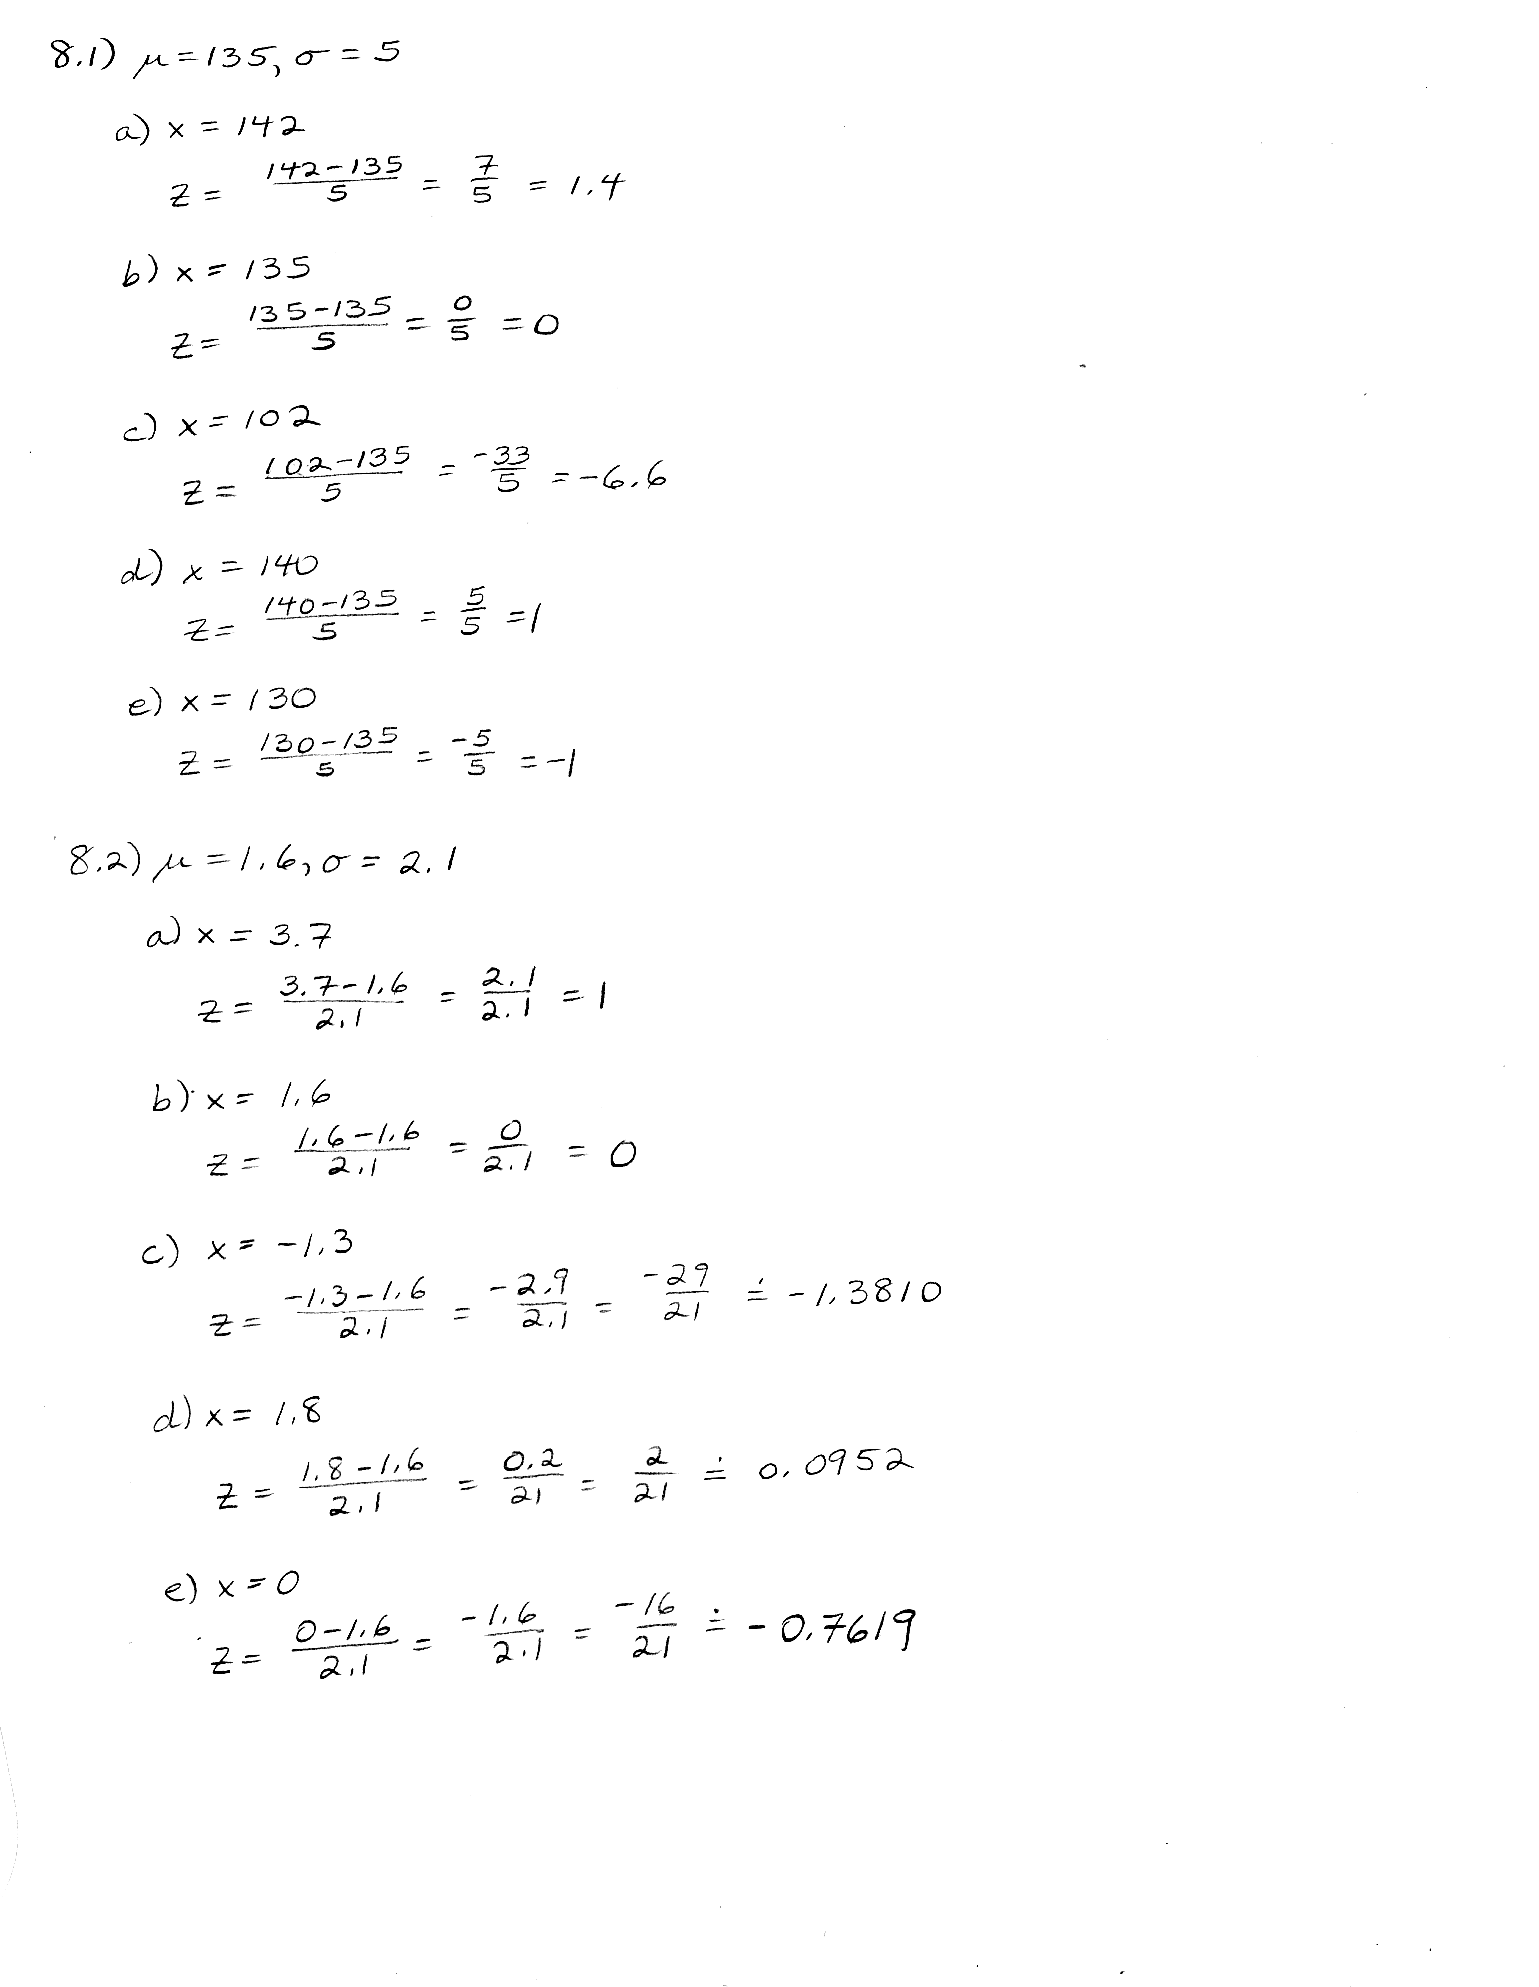 8.1) μ = 135, σ = 5
a) x = 142
z = (142-135)/5 = 7/5 = 1.4
b) x = 135
z = (135-135)/5 = 0/5 = 0
c) x = 102
z = (102-135)/5 = -33/5 = -6.6
d) x = 140
z = (140-135)/5 = 5/5 = 1
e) x = 130
z = (130-135)/5 = -5/5 = -1
8.2) μ = 1.6, σ = 2.1
a) x = 3.7
z = (3.7-1.6)/2.1 = 2.1/2.1 = 1
b) x = 1.6
z = (1.6-1.6)/2.1 = 0/2.1 = 0
c) x = -1.3
z = (-1.3-1.6)/2.1 = -2.9/2.1 = -29/21 ≐ -1.3810
d) x = 1.8
z = (1.8-1.6)/2.1 = 0.2/21 = 2/21 ≐ 0.0952
e) x = 0
z = (0-1.6)/2.1 = -1.6/2.1 = -16/21 ≐ -0.7619